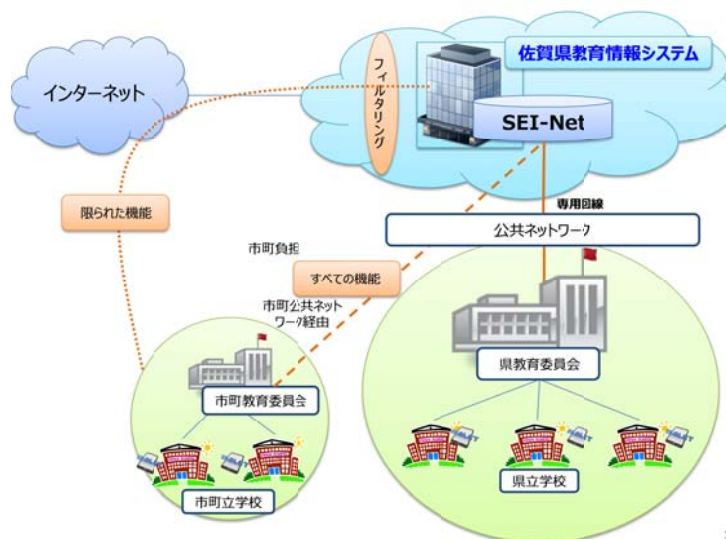 佐賀県教育情報システム
インターネット
フィルタリング
SEI-Net
限られた機能
専用回線
公共ネットワーク
市町負担
すべての機能
市町公共ネット
ワーク経由
県教育委員会
市町教育委員会
県立学校
市町立学校